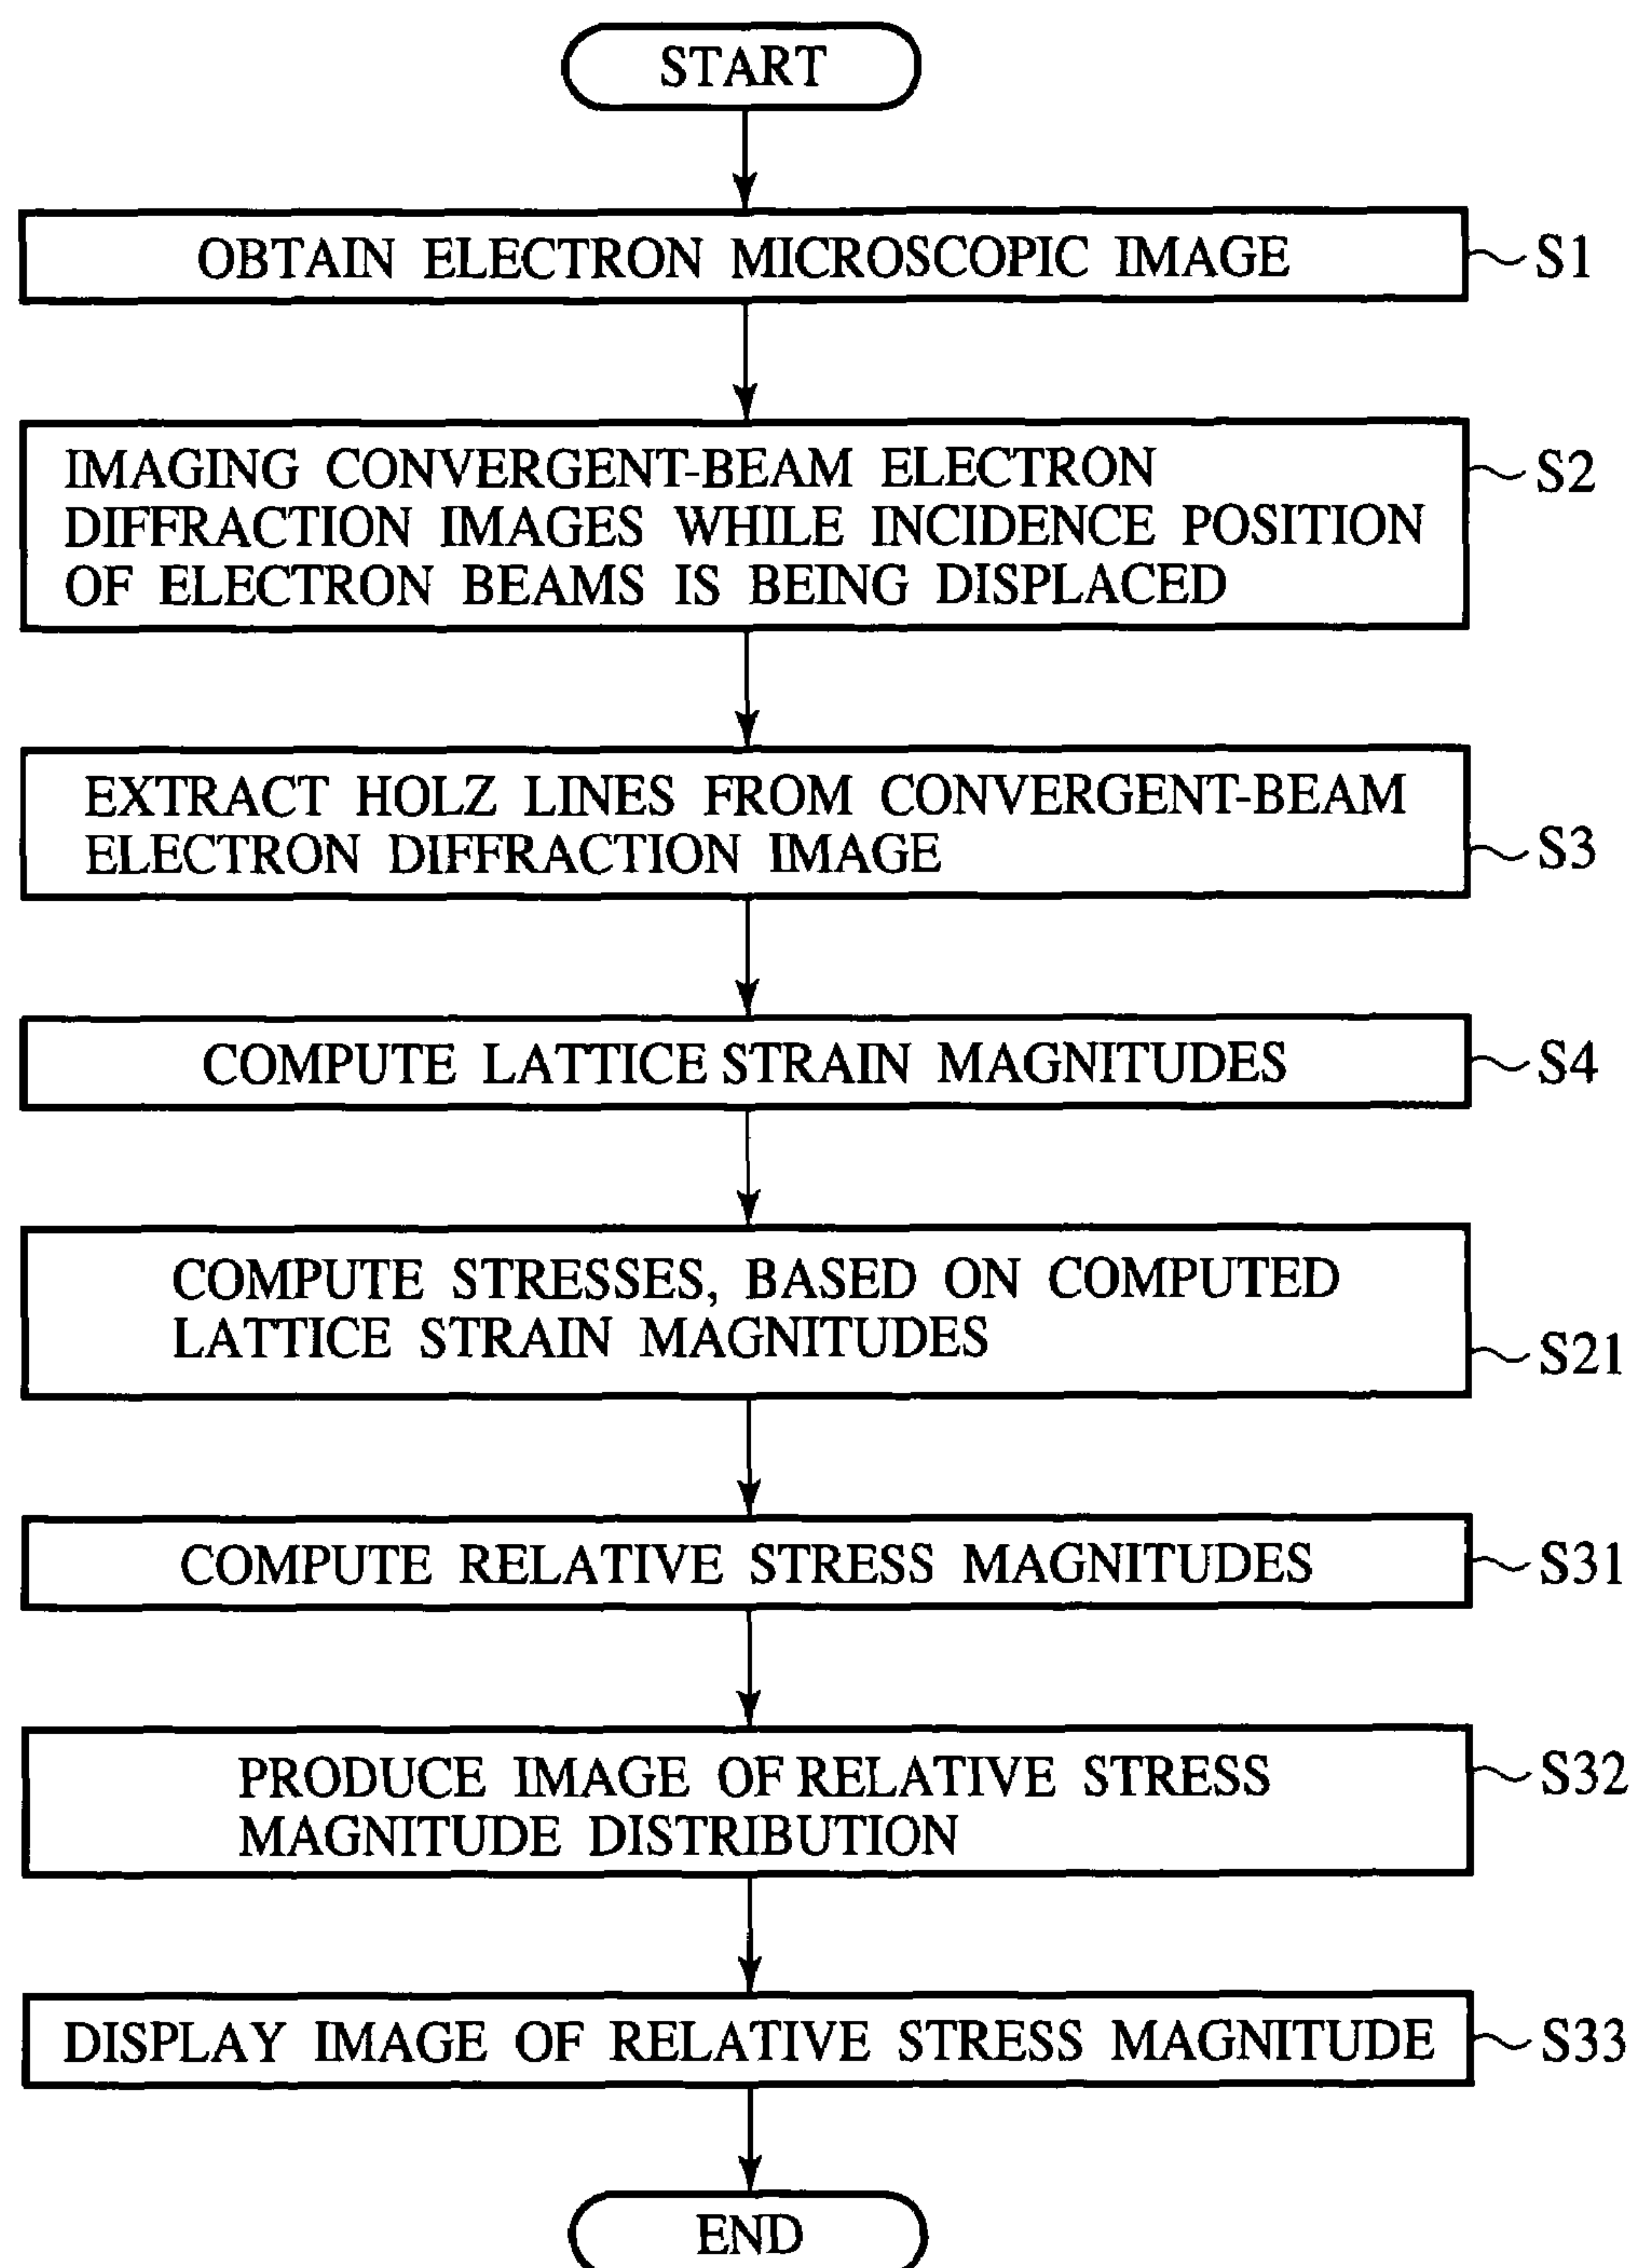 START
OBTAIN ELECTRON MICROSCOPIC IMAGE
S1
IMAGING CONVERGENT-BEAM ELECTRON
DIFFRACTION IMAGES WHILE INCIDENCE POSITION
OF ELECTRON BEAMS IS BEING DISPLACED
S2
EXTRACT HOLZ LINES FROM CONVERGENT-BEAM
ELECTRON DIFFRACTION IMAGE
S3
COMPUTE LATTICE STRAIN MAGNITUDES
S4
COMPUTE STRESSES, BASED ON COMPUTED
LATTICE STRAIN MAGNITUDES
S21
COMPUTE RELATIVE STRESS MAGNITUDES
S31
PRODUCE IMAGE OF RELATIVE STRESS
MAGNITUDE DISTRIBUTION
S32
DISPLAY IMAGE OF RELATIVE STRESS MAGNITUDE
S33
END